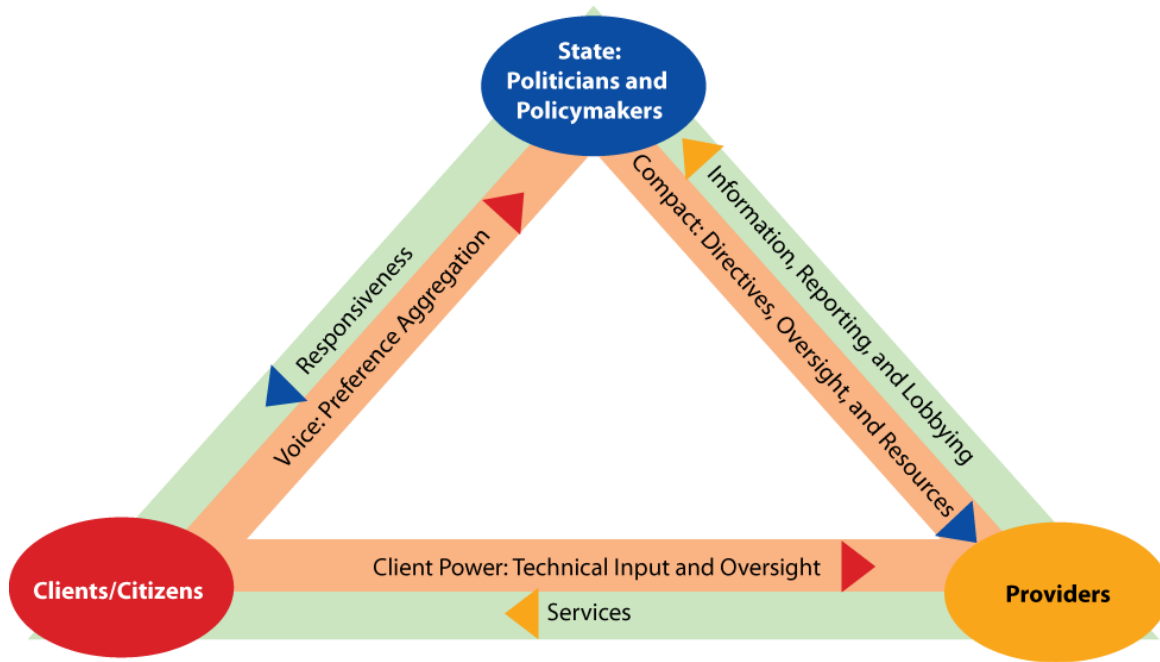 State:
Politicians and
Policymakers
Responsiveness
Voice: Preference Aggregation
Compact: Directives, Oversight, and Resources
Information, Reporting, and Lobbying
Clients/Citizens
Client Power: Technical Input and Oversight
Services
Providers